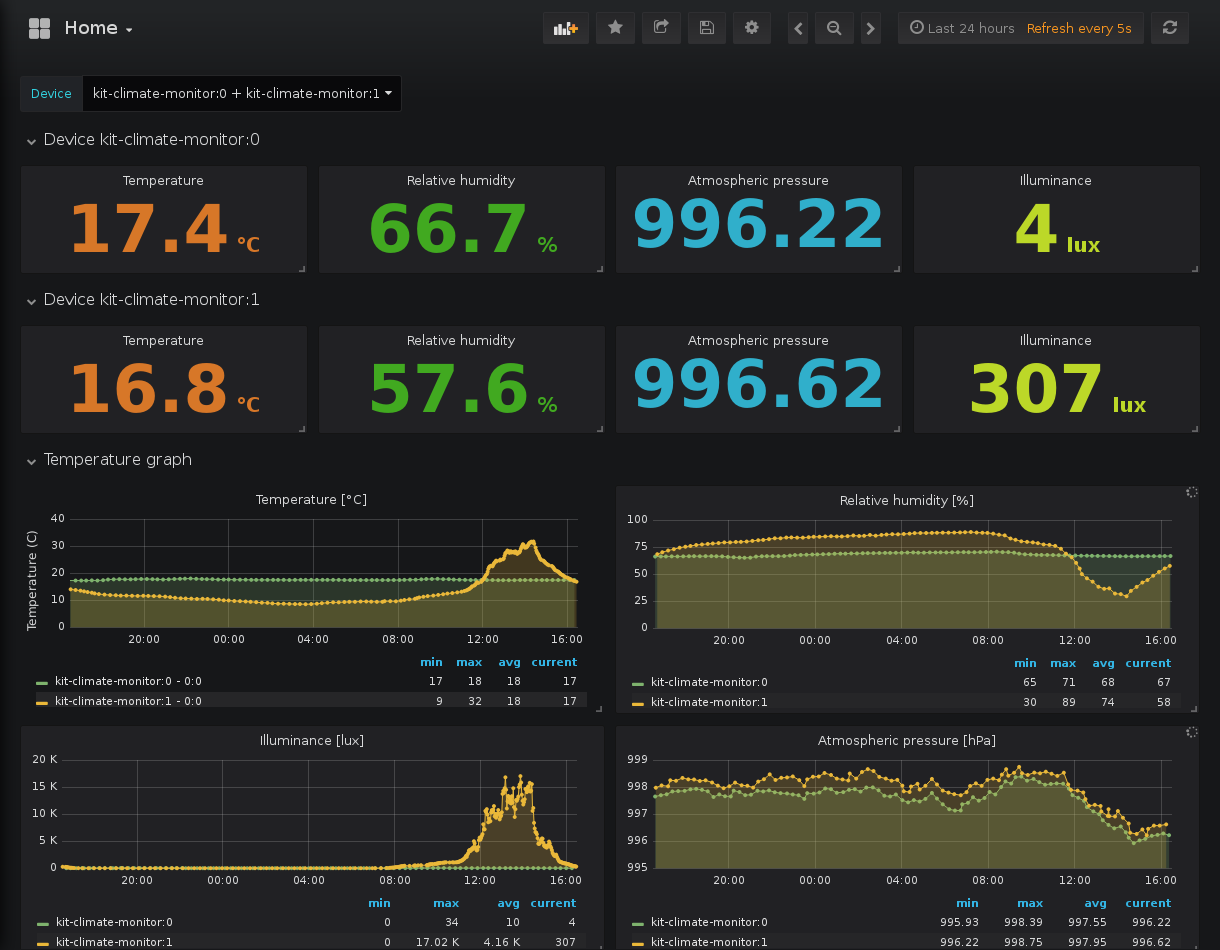 Home
Last 24 hours Refresh every 5s
Device kit-climate-monitor:0 + kit-climate-monitor:1
Device kit-climate-monitor:0
Temperature Relative humidity Atmospheric pressure Illuminance
17.4 °C 66.7 % 996.22 4 lux
Device kit-climate-monitor:1
Temperature Relative humidity Atmospheric pressure Illuminance
16.8 °C 57.6 % 996.62 307 lux
Temperature graph
Temperature [°C]
Temperature (C)
40
30
20
10
0
20:00 00:00 04:00 08:00 12:00 16:00
min max avg current
kit-climate-monitor:0 - 0:0 17 18 18 17
kit-climate-monitor:1 - 0:0 9 32 18 17
Relative humidity [%]
100
75
50
25
0
20:00 00:00 04:00 08:00 12:00 16:00
min max avg current
kit-climate-monitor:0 65 71 68 67
kit-climate-monitor:1 30 89 74 58
Illuminance [lux]
20 K
15 K
10 K
5 K
0
20:00 00:00 04:00 08:00 12:00 16:00
min max avg current
kit-climate-monitor:0 0 34 10 4
kit-climate-monitor:1 0 17.02 K 4.16 K 307
Atmospheric pressure [hPa]
999
998
997
996
995
20:00 00:00 04:00 08:00 12:00 16:00
min max avg current
kit-climate-monitor:0 995.93 998.39 997.55 996.22
kit-climate-monitor:1 996.22 998.75 997.95 996.62